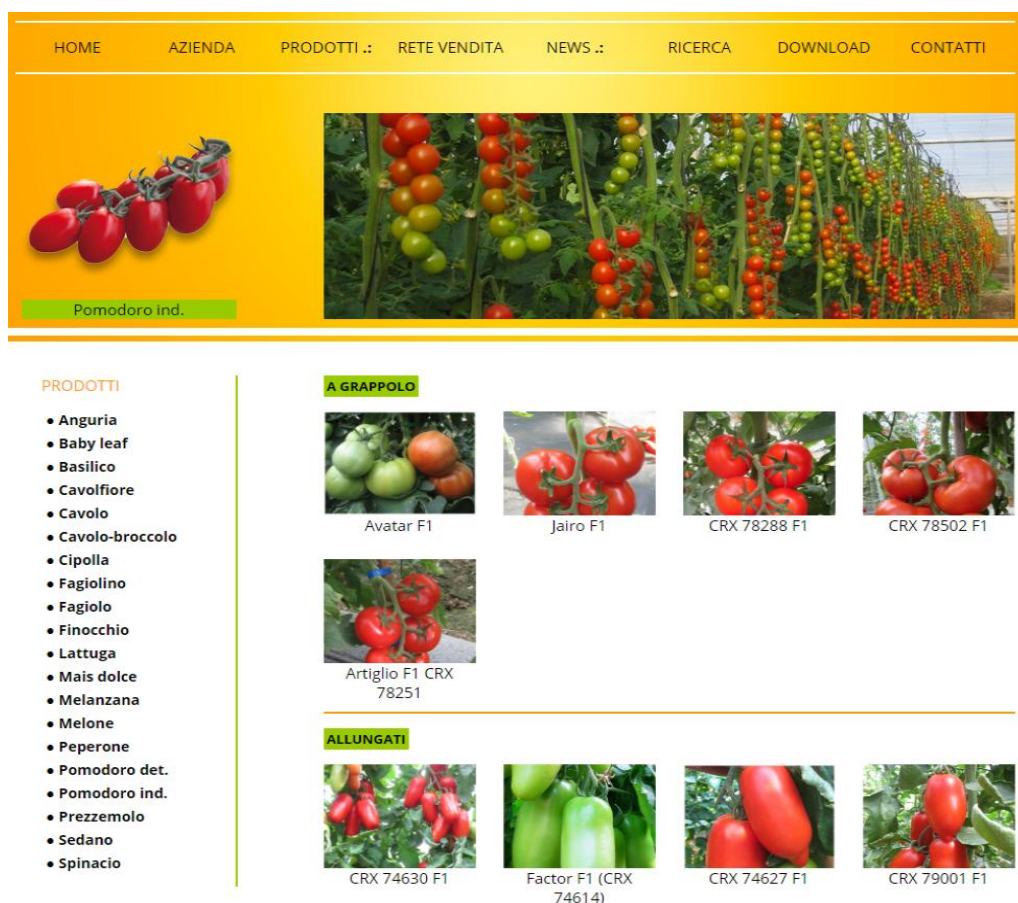 HOME AZIENDA PRODOTTI .: RETE VENDITA NEWS .: RICERCA DOWNLOAD CONTATTI
Pomodoro ind.
PRODOTTI
● Anguria
● Baby leaf
● Basilico
● Cavolfiore
● Cavolo
● Cavolo-broccolo
● Cipolla
● Fagiolino
● Fagiolo
● Finocchio
● Lattuga
● Mais dolce
● Melanzana
● Melone
● Peperone
● Pomodoro det.
● Pomodoro ind.
● Prezzemolo
● Sedano
● Spinacio
A GRAPPOLO
Avatar F1
Jairo F1
CRX 78288 F1
CRX 78502 F1
Artiglio F1 CRX
78251
ALLUNGATI
CRX 74630 F1
Factor F1 (CRX
74614)
CRX 74627 F1
CRX 79001 F1